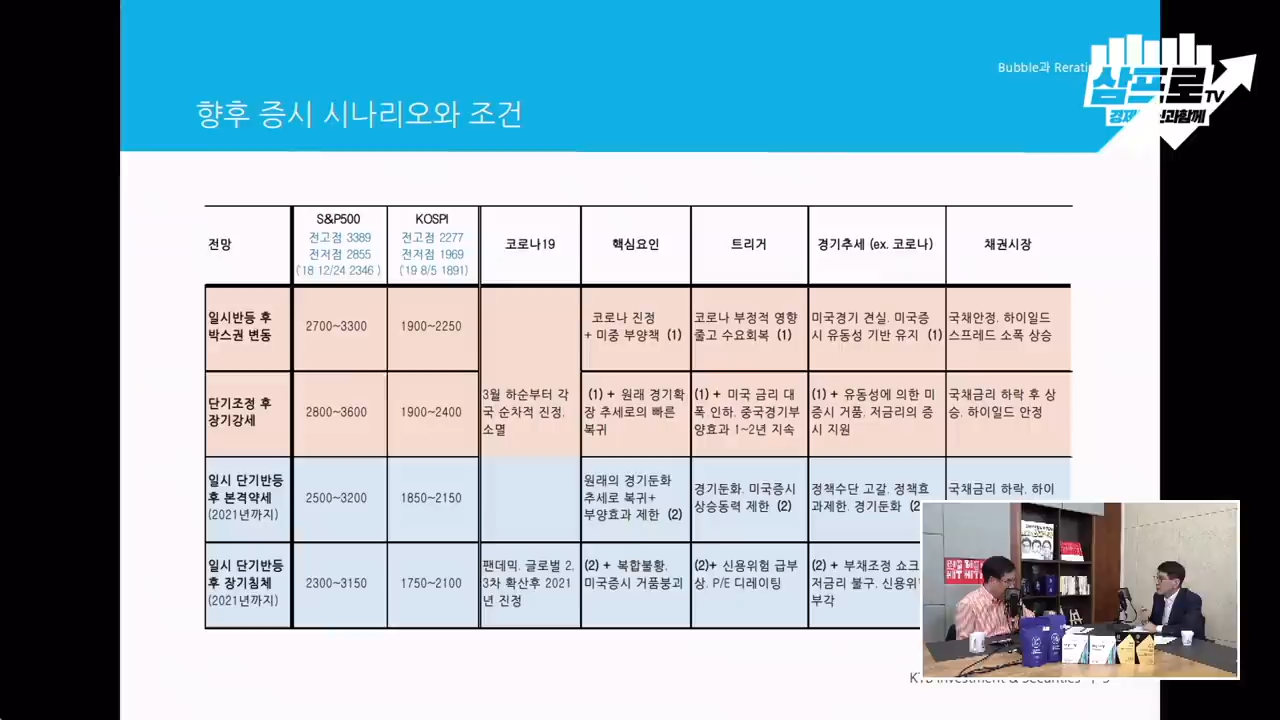 Bubble과
삼프로TV
향후 증시 시나리오와 조건
전망
S&P500
전고점 3389
전저점 2855
('18 12/24 2346 )
KOSPI
전고점 2277
전저점 1969
('19 8/5 1891)
코로나19
핵심요인
트리거
경기추세 (ex. 코로나)
채권시장
일시반등 후
박스권 변동
2700~3300
1900~2250
코로나 진정
+ 미중 부양책 (1)
코로나 부정적 영향
줄고 수요회복 (1)
미국경기 견실. 미국증
시 유동성 기반 유지 (1)
국채안정. 하이일드
스프레드 소폭 상승
단기조정 후
장기강세
2800~3600
1900~2400
3월 하순부터 각
국 순차적 진정.
소멸
(1) + 원래 경기확
장 추세로의 빠른
복귀
(1) + 미국 금리 대
폭 인하. 중국경기부
양효과 1~2년 지속
(1) + 유동성에 의한 미
증시 거품. 저금리의 증
시 지원
국채금리 하락 후 상
승. 하이일드 안정
일시 단기반등
후 본격약세
(2021년까지)
2500~3200
1850~2150
원래의 경기둔화
추세로 복귀+
부양효과 제한 (2)
경기둔화. 미국증시
상승동력 제한 (2)
정책수단 고갈. 정책효
과제한. 경기둔화 (2
국채금리 하락. 하이
일시 단기반등
후 장기침체
(2021년까지)
2300~3150
1750~2100
팬데믹. 글로벌 2,
3차 확산후 2021
년 진정
(2) + 복합불황.
미국증시 거품붕괴
(2)+ 신용위험 급부
상. P/E 디레이팅
(2) + 부채조정 쇼크
저금리 불구. 신용위
부각